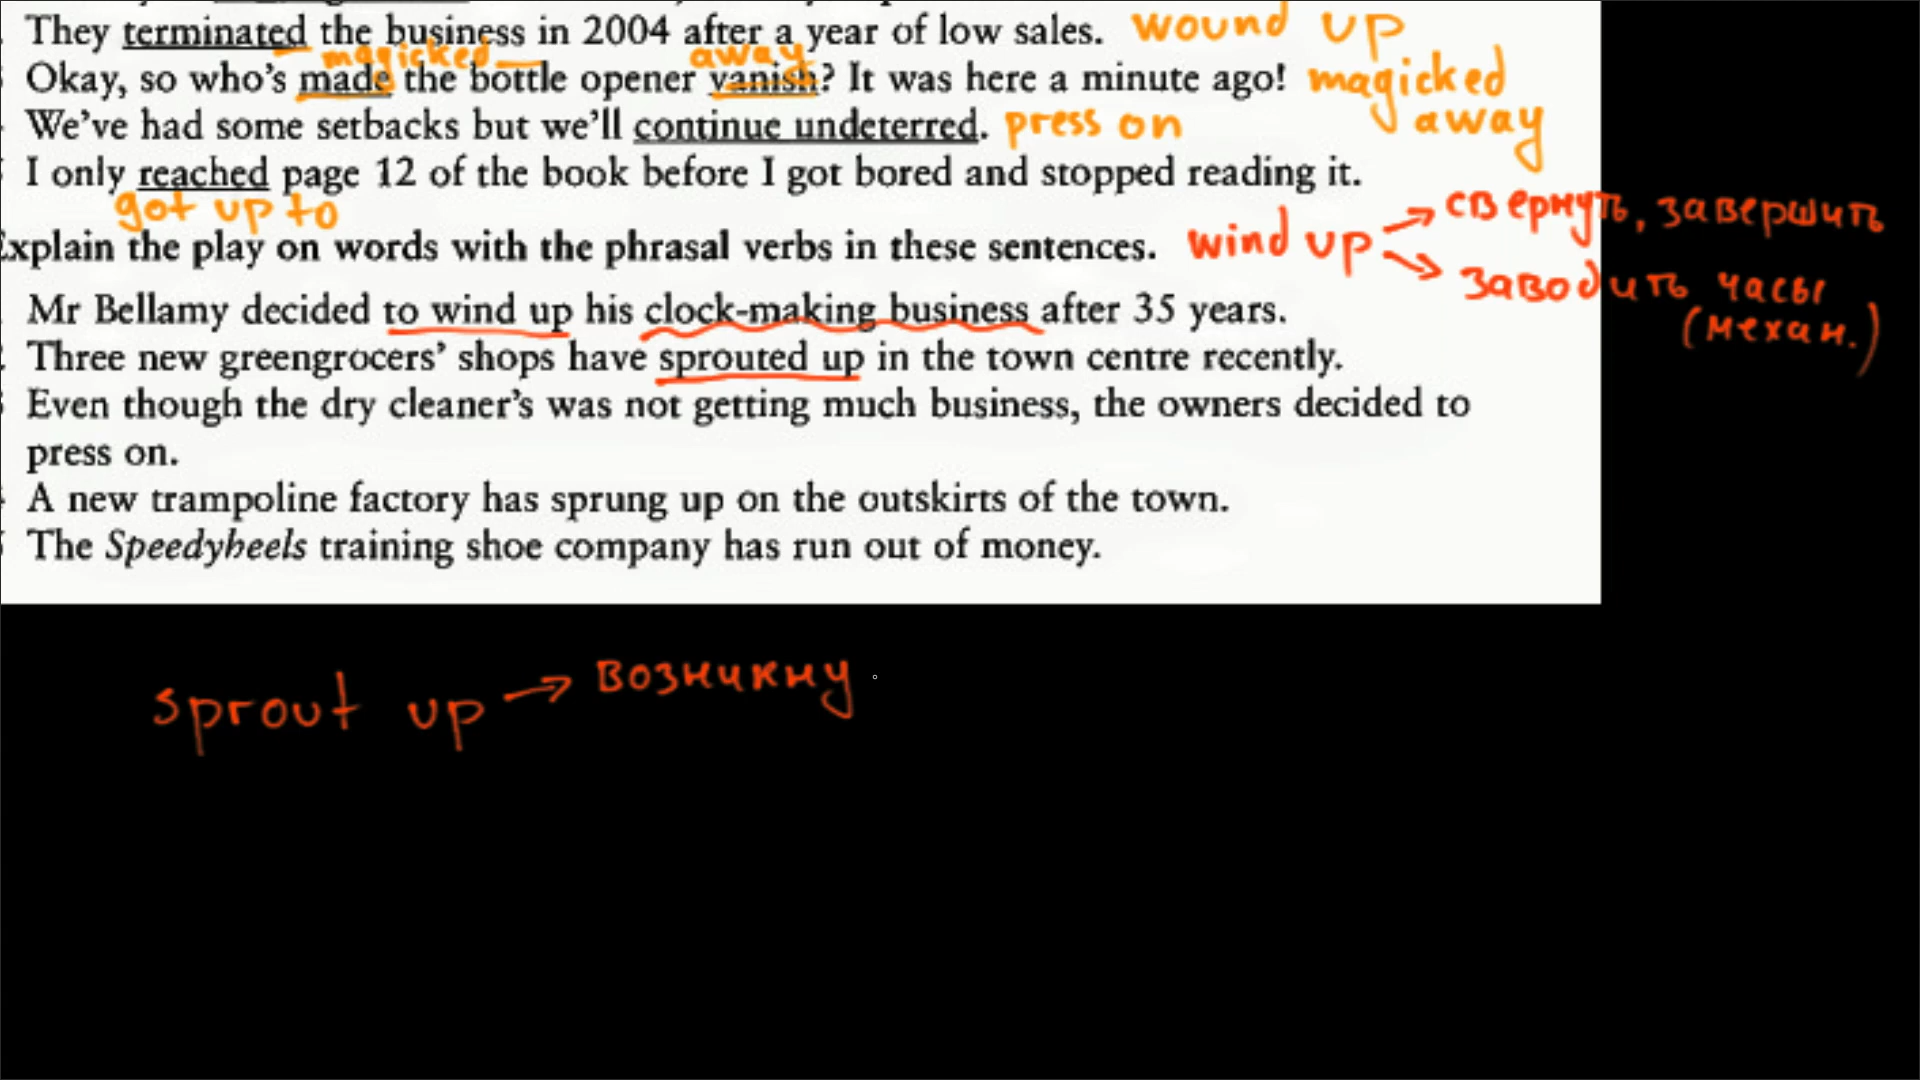 They terminated the business in 2004 after a year of low sales. wound up
magicked away
Okay, so who's made the bottle opener vanish? It was here a minute ago! magicked
away
We've had some setbacks but we'll continue undeterred. press on
I only reached page 12 of the book before I got bored and stopped reading it.
got up to
свернуть, завершить
Explain the play on words with the phrasal verbs in these sentences. wind up
заводить часы
(механ.)
Mr Bellamy decided to wind up his clock-making business after 35 years.
Three new greengrocers' shops have sprouted up in the town centre recently.
Even though the dry cleaner's was not getting much business, the owners decided to
press on.
A new trampoline factory has sprung up on the outskirts of the town.
The Speedyheels training shoe company has run out of money.
sprout up → возникну